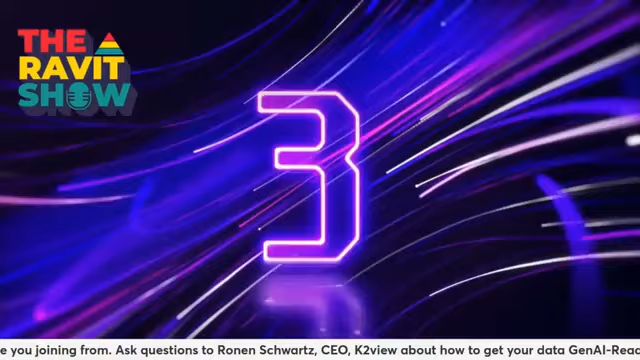 THE
RAVIT
SHOW
3
e you joining from. Ask questions to Ronen Schwartz, CEO, K2view about how to get your data GenAI-Reac